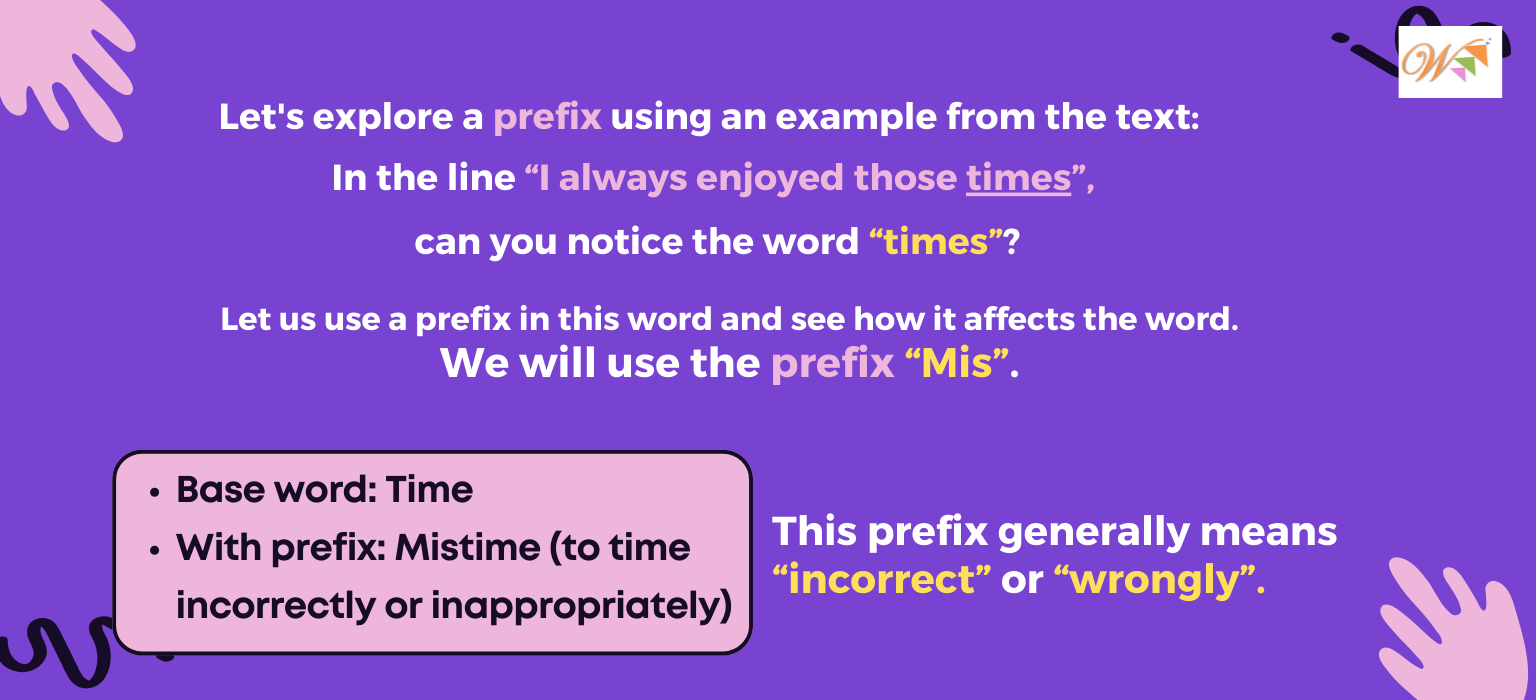 W
Let's explore a prefix using an example from the text:
In the line “I always enjoyed those times”,
can you notice the word “times”?
Let us use a prefix in this word and see how it affects the word.
We will use the prefix “Mis”.
• Base word: Time
• With prefix: Mistime (to time
incorrectly or inappropriately)
This prefix generally means
“incorrect” or “wrongly”.